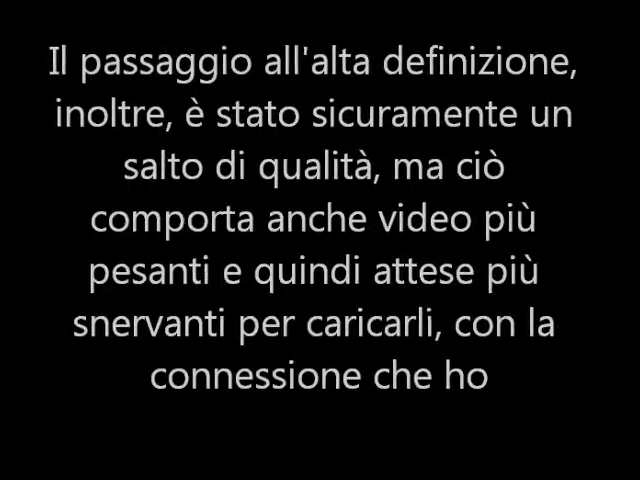 Il passaggio all'alta definizione,
inoltre, è stato sicuramente un
salto di qualità, ma ciò
comporta anche video più
pesanti e quindi attese più
snervanti per caricarli, con la
connessione che ho